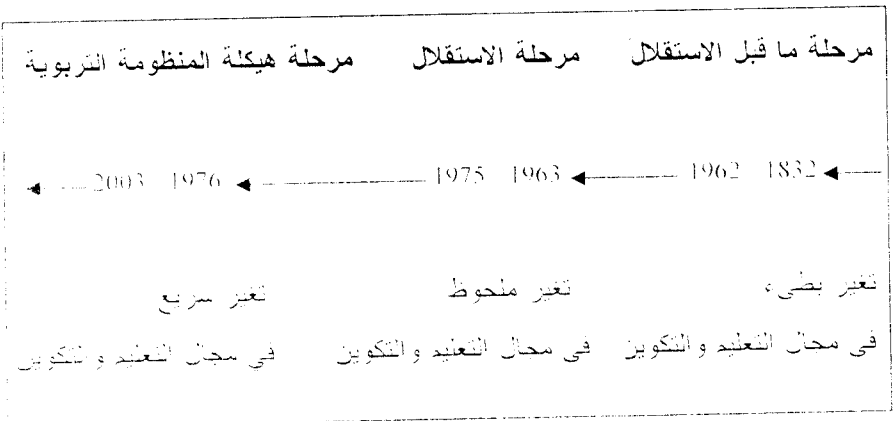 مرحلة ما قبل الاستقلال مرحلة الاستقلال مرحلة هيكلة المنظومة التربوية
1832 1962 1963 1975 1976 2003
تغير بطيء تغير ملحوظ تغير سريع
في مجال التعليم والتكوين في مجال التعليم والتكوين في مجال التعليم والتكوين